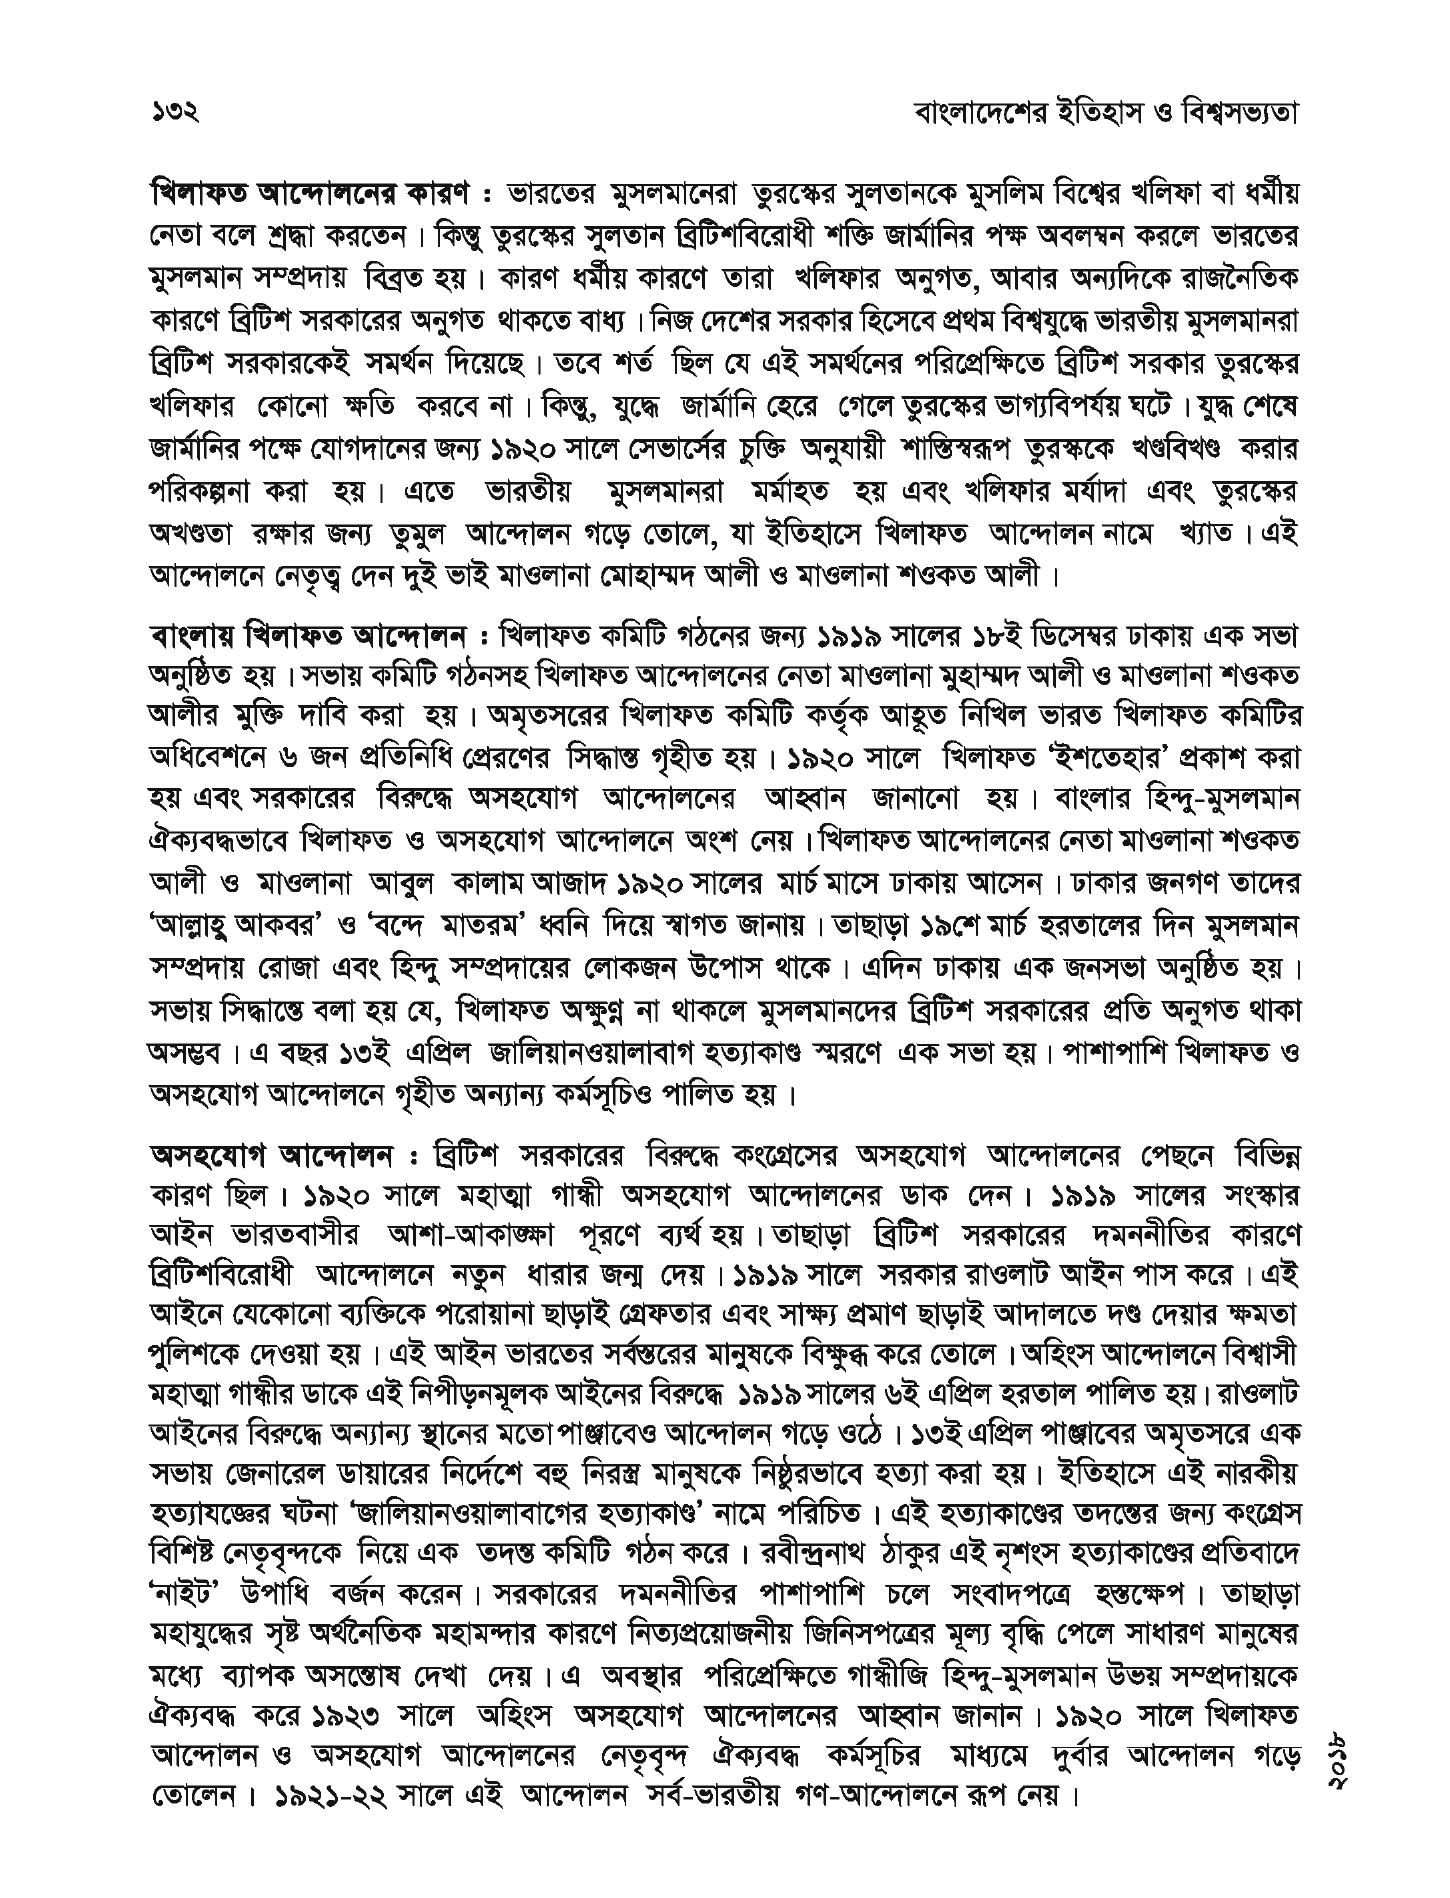 ১৩২
বাংলাদেশের ইতিহাস ও বিশ্বসভ্যতা
খিলাফত আন্দোলনের কারণ : ভারতের মুসলমানেরা তুরস্কের সুলতানকে মুসলিম বিশ্বের খলিফা বা ধর্মীয়
নেতা বলে শ্রদ্ধা করতেন। কিন্তু তুরস্কের সুলতান ব্রিটিশবিরোধী শক্তি জার্মানির পক্ষ অবলম্বন করলে ভারতের
মুসলমান সম্প্রদায় বিব্রত হয়। কারণ ধর্মীয় কারণে তারা খলিফার অনুগত, আবার অন্যদিকে রাজনৈতিক
কারণে ব্রিটিশ সরকারের অনুগত থাকতে বাধ্য। নিজ দেশের সরকার হিসেবে প্রথম বিশ্বযুদ্ধে ভারতীয় মুসলমানরা
ব্রিটিশ সরকারকেই সমর্থন দিয়েছে। তবে শর্ত ছিল যে এই সমর্থনের পরিপ্রেক্ষিতে ব্রিটিশ সরকার তুরস্কের
খলিফার কোনো ক্ষতি করবে না। কিন্তু, যুদ্ধে জার্মানি হেরে গেলে তুরস্কের ভাগ্যবিপর্যয় ঘটে। যুদ্ধ শেষে
জার্মানির পক্ষে যোগদানের জন্য ১৯২০ সালে সেভার্সের চুক্তি অনুযায়ী শাস্তিস্বরূপ তুরস্ককে খণ্ডবিখণ্ড করার
পরিকল্পনা করা হয়। এতে ভারতীয় মুসলমানরা মর্মাহত হয় এবং খলিফার মর্যাদা এবং তুরস্কের
অখণ্ডতা রক্ষার জন্য তুমুল আন্দোলন গড়ে তোলে, যা ইতিহাসে খিলাফত আন্দোলন নামে খ্যাত। এই
আন্দোলনে নেতৃত্ব দেন দুই ভাই মাওলানা মোহাম্মদ আলী ও মাওলানা শওকত আলী।
বাংলায় খিলাফত আন্দোলন : খিলাফত কমিটি গঠনের জন্য ১৯১৯ সালের ১৮ই ডিসেম্বর ঢাকায় এক সভা
অনুষ্ঠিত হয়। সভায় কমিটি গঠনসহ খিলাফত আন্দোলনের নেতা মাওলানা মুহাম্মদ আলী ও মাওলানা শওকত
আলীর মুক্তি দাবি করা হয়। অমৃতসরের খিলাফত কমিটি কর্তৃক আহূত নিখিল ভারত খিলাফত কমিটির
অধিবেশনে ৬ জন প্রতিনিধি প্রেরণের সিদ্ধান্ত গৃহীত হয়। ১৯২০ সালে খিলাফত ‘ইশতেহার’ প্রকাশ করা
হয় এবং সরকারের বিরুদ্ধে অসহযোগ আন্দোলনের আহ্বান জানানো হয়। বাংলার হিন্দু-মুসলমান
ঐক্যবদ্ধভাবে খিলাফত ও অসহযোগ আন্দোলনে অংশ নেয়। খিলাফত আন্দোলনের নেতা মাওলানা শওকত
আলী ও মাওলানা আবুল কালাম আজাদ ১৯২০ সালের মার্চ মাসে ঢাকায় আসেন। ঢাকার জনগণ তাদের
‘আল্লাহু আকবর’ ও ‘বন্দে মাতরম’ ধ্বনি দিয়ে স্বাগত জানায়। তাছাড়া ১৯শে মার্চ হরতালের দিন মুসলমান
সম্প্রদায় রোজা এবং হিন্দু সম্প্রদায়ের লোকজন উপোস থাকে। এদিন ঢাকায় এক জনসভা অনুষ্ঠিত হয়।
সভায় সিদ্ধান্তে বলা হয় যে, খিলাফত অক্ষুণ্ণ না থাকলে মুসলমানদের ব্রিটিশ সরকারের প্রতি অনুগত থাকা
অসম্ভব। এ বছর ১৩ই এপ্রিল জালিয়ানওয়ালাবাগ হত্যাকাণ্ড স্মরণে এক সভা হয়। পাশাপাশি খিলাফত ও
অসহযোগ আন্দোলনে গৃহীত অন্যান্য কর্মসূচিও পালিত হয়।
অসহযোগ আন্দোলন : ব্রিটিশ সরকারের বিরুদ্ধে কংগ্রেসের অসহযোগ আন্দোলনের পেছনে বিভিন্ন
কারণ ছিল। ১৯২০ সালে মহাত্মা গান্ধী অসহযোগ আন্দোলনের ডাক দেন। ১৯১৯ সালের সংস্কার
আইন ভারতবাসীর আশা-আকাঙ্ক্ষা পূরণে ব্যর্থ হয়। তাছাড়া ব্রিটিশ সরকারের দমননীতির কারণে
ব্রিটিশবিরোধী আন্দোলনে নতুন ধারার জন্ম দেয়। ১৯১৯ সালে সরকার রাওলাট আইন পাস করে। এই
আইনে যেকোনো ব্যক্তিকে পরোয়ানা ছাড়াই গ্রেফতার এবং সাক্ষ্য প্রমাণ ছাড়াই আদালতে দণ্ড দেয়ার ক্ষমতা
পুলিশকে দেওয়া হয়। এই আইন ভারতের সর্বস্তরের মানুষকে বিক্ষুব্ধ করে তোলে। অহিংস আন্দোলনে বিশ্বাসী
মহাত্মা গান্ধীর ডাকে এই নিপীড়নমূলক আইনের বিরুদ্ধে ১৯১৯ সালের ৬ই এপ্রিল হরতাল পালিত হয়। রাওলাট
আইনের বিরুদ্ধে অন্যান্য স্থানের মতো পাঞ্জাবেও আন্দোলন গড়ে ওঠে। ১৩ই এপ্রিল পাঞ্জাবের অমৃতসরে এক
সভায় জেনারেল ডায়ারের নির্দেশে বহু নিরস্ত্র মানুষকে নিষ্ঠুরভাবে হত্যা করা হয়। ইতিহাসে এই নারকীয়
হত্যাযজ্ঞের ঘটনা ‘জালিয়ানওয়ালাবাগের হত্যাকাণ্ড’ নামে পরিচিত। এই হত্যাকাণ্ডের তদন্তের জন্য কংগ্রেস
বিশিষ্ট নেতৃবৃন্দকে নিয়ে এক তদন্ত কমিটি গঠন করে। রবীন্দ্রনাথ ঠাকুর এই নৃশংস হত্যাকাণ্ডের প্রতিবাদে
‘নাইট’ উপাধি বর্জন করেন। সরকারের দমননীতির পাশাপাশি চলে সংবাদপত্রে হস্তক্ষেপ। তাছাড়া
মহাযুদ্ধের সৃষ্ট অর্থনৈতিক মহামন্দার কারণে নিত্যপ্রয়োজনীয় জিনিসপত্রের মূল্য বৃদ্ধি পেলে সাধারণ মানুষের
মধ্যে ব্যাপক অসন্তোষ দেখা দেয়। এ অবস্থার পরিপ্রেক্ষিতে গান্ধীজি হিন্দু-মুসলমান উভয় সম্প্রদায়কে
ঐক্যবদ্ধ করে ১৯২৩ সালে অহিংস অসহযোগ আন্দোলনের আহ্বান জানান। ১৯২০ সালে খিলাফত
আন্দোলন ও অসহযোগ আন্দোলনের নেতৃবৃন্দ ঐক্যবদ্ধ কর্মসূচির মাধ্যমে দুর্বার আন্দোলন গড়ে
তোলেন। ১৯২১-২২ সালে এই আন্দোলন সর্ব-ভারতীয় গণ-আন্দোলনে রূপ নেয়।
২০১৮